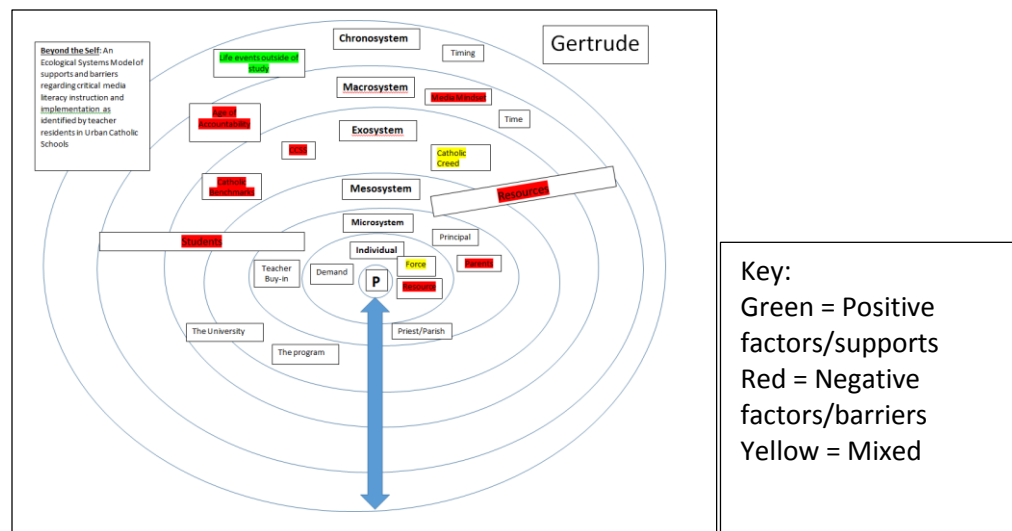 Chronosystem
Gertrude
Timing
Beyond the Self: An
Ecological Systems Model of
supports and barriers
regarding critical media
literacy instruction and
implementation as
identified by teacher
residents in Urban Catholic
Schools
Life events outside of
study
Macrosystem
Media Mindset
Age of
Accountability
Time
Exosystem
CCSS
Catholic
Creed
Catholic
Benchmarks
Mesosystem
Resources
Microsystem
Students
Principal
Individual
Teacher
Buy-in
Demand
Force
Parents
P
Resource
The University
Priest/Parish
The program
Key:
Green = Positive
factors/supports
Red = Negative
factors/barriers
Yellow = Mixed